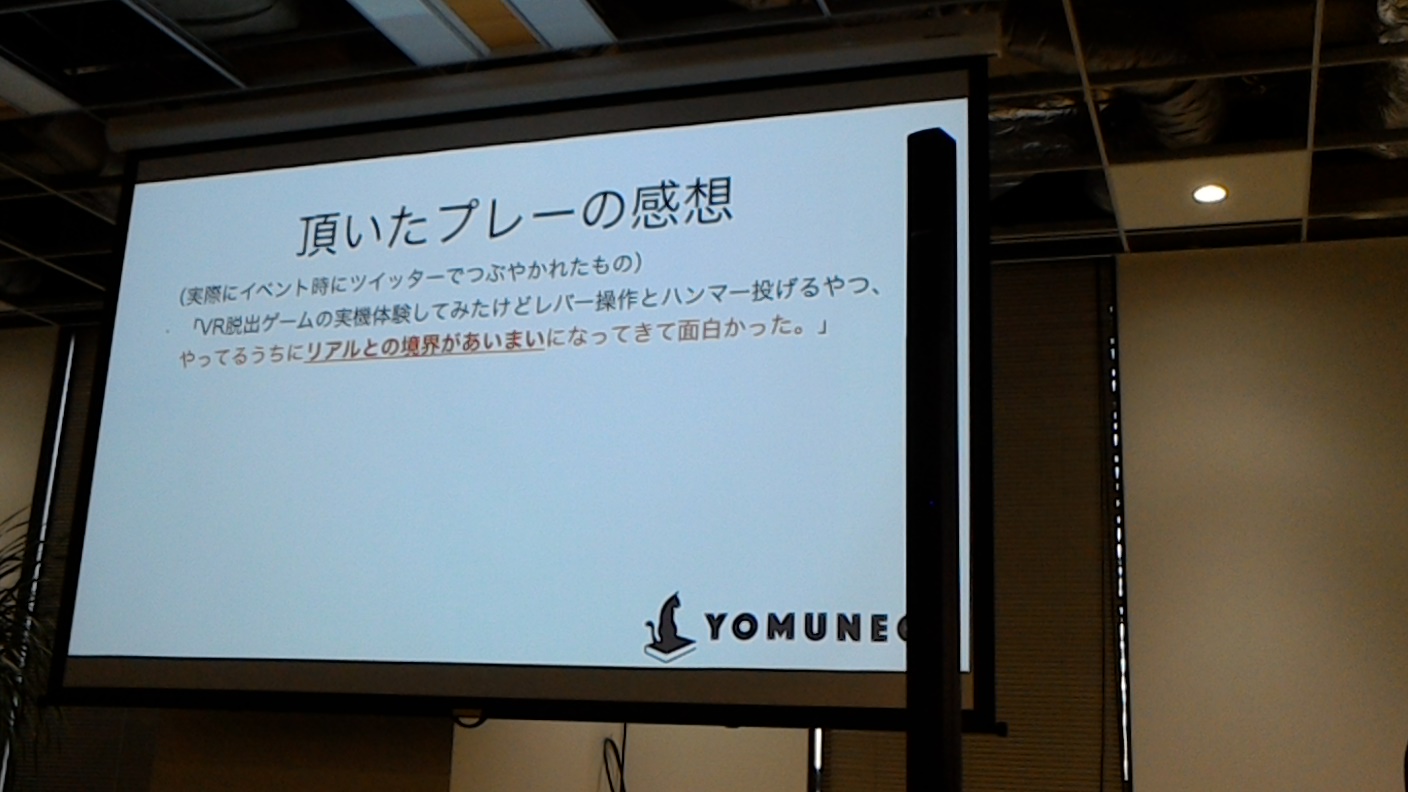 頂いたプレーの感想
(実際にイベント時にツイッターでつぶやかれたもの)
・「VR脱出ゲームの実機体験してみたけどレバー操作とハンマー投げるやつ、
やってるうちにリアルとの境界があいまいになってきて面白かった。」
YOMUNE